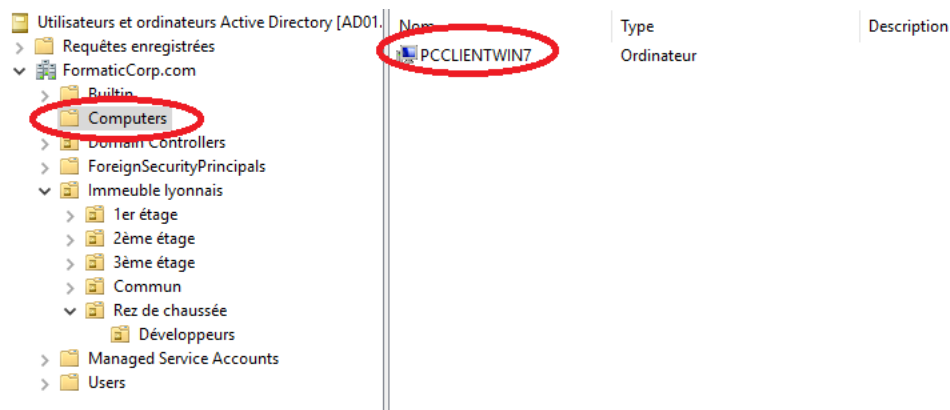 Utilisateurs et ordinateurs Active Directory [AD01.
Requêtes enregistrées
FormaticCorp.com
Builtin
Computers
Domain Controllers
ForeignSecurityPrincipals
Immeuble lyonnais
1er étage
2ème étage
3ème étage
Commun
Rez de chaussée
Développeurs
Managed Service Accounts
Users
Nom Type Description
PCCLIENTWIN7 Ordinateur